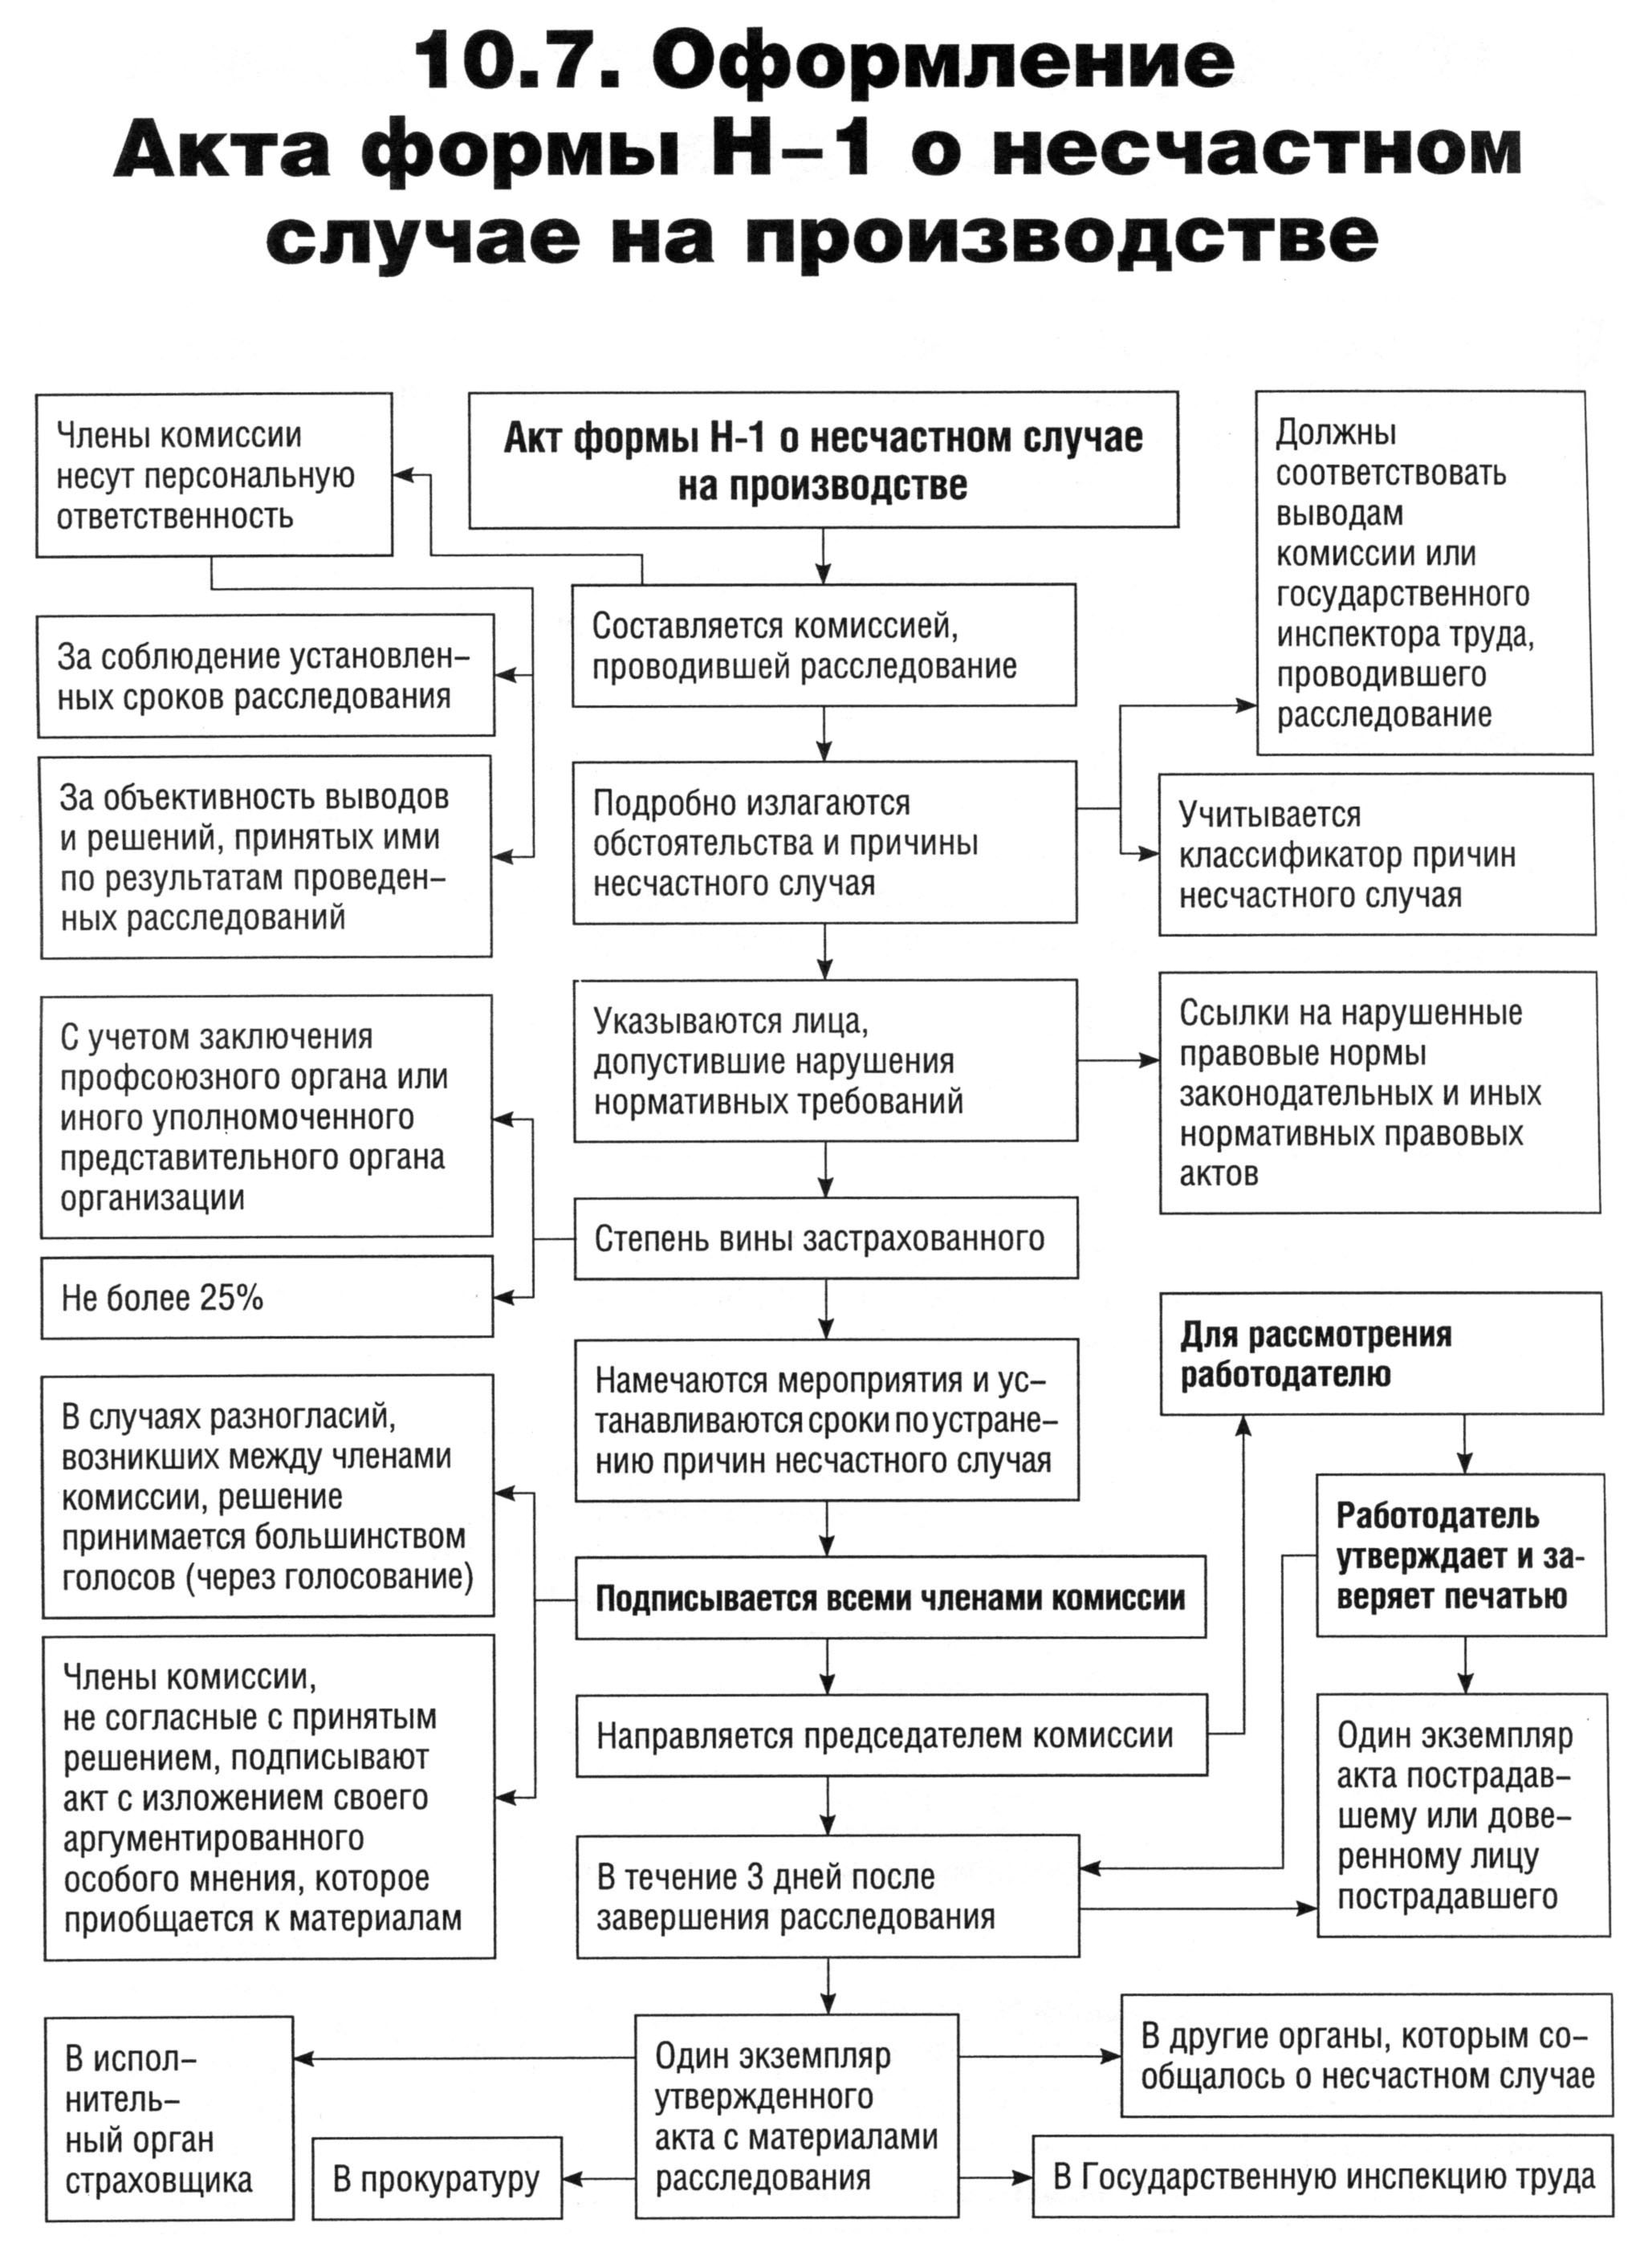 10.7. Оформление
Акта формы Н–1 о несчастном
случае на производстве
Члены комиссии
несут персональную
ответственность
Акт формы Н-1 о несчастном случае
на производстве
Должны
соответствовать
выводам
комиссии или
государственного
инспектора труда,
проводившего
расследование
Составляется комиссией,
проводившей расследование
За соблюдение установлен–
ных сроков расследования
За объективность выводов
и решений, принятых ими
по результатам проведен–
ных расследований
Подробно излагаются
обстоятельства и причины
несчастного случая
Учитывается
классификатор причин
несчастного случая
С учетом заключения
профсоюзного органа или
иного уполномоченного
представительного органа
организации
Указываются лица,
допустившие нарушения
нормативных требований
Ссылки на нарушенные
правовые нормы
законодательных и иных
нормативных правовых
актов
Степень вины застрахованного
Не более 25%
Намечаются мероприятия и ус–
танавливаются сроки по устране–
нию причин несчастного случая
Для рассмотрения
работодателю
В случаях разногласий,
возникших между членами
комиссии, решение
принимается большинством
голосов (через голосование)
Подписывается всеми членами комиссии
Работодатель
утверждает и за-
веряет печатью
Члены комиссии,
не согласные с принятым
решением, подписывают
акт с изложением своего
аргументированного
особого мнения, которое
приобщается к материалам
Направляется председателем комиссии
Один экземпляр
акта пострадав–
шему или дове–
ренному лицу
пострадавшего
В течение 3 дней после
завершения расследования
В испол–
нитель–
ный орган
страховщика
В прокуратуру
Один экземпляр
утвержденного
акта с материалами
расследования
В другие органы, которым со–
общалось о несчастном случае
В Государственную инспекцию труда